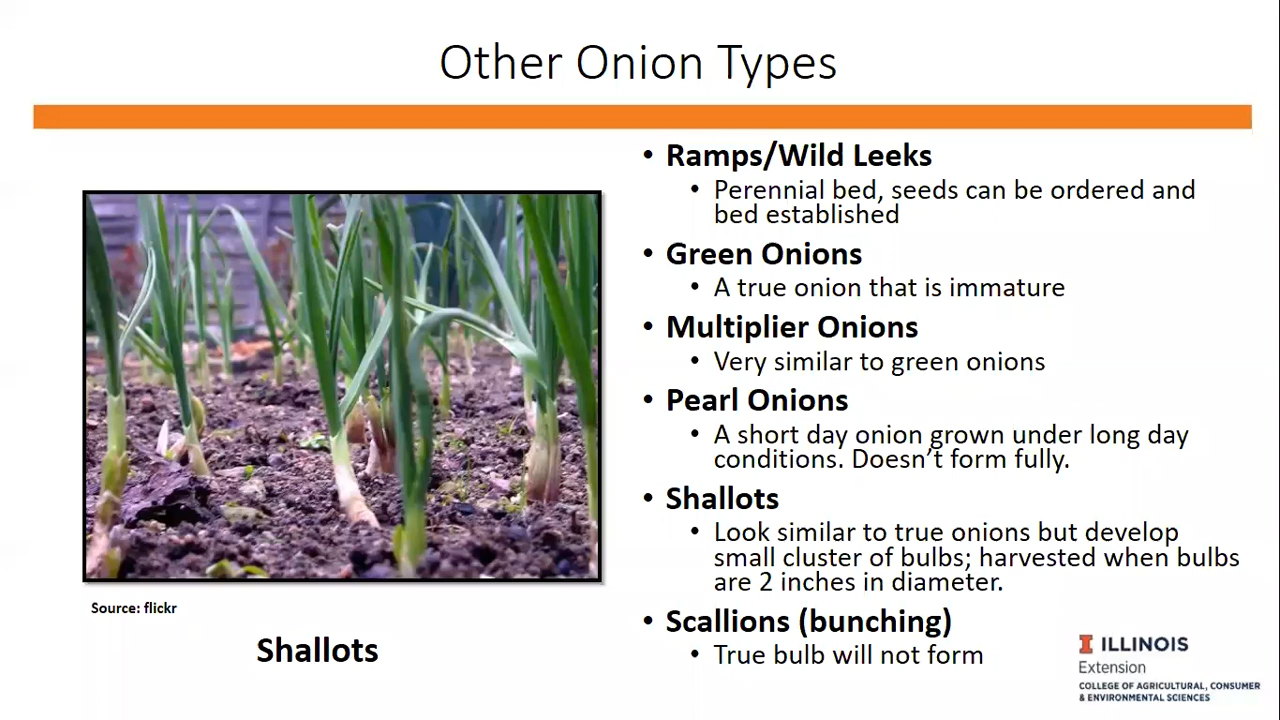 Other Onion Types
• Ramps/Wild Leeks
• Perennial bed, seeds can be ordered and
bed established
• Green Onions
• A true onion that is immature
• Multiplier Onions
• Very similar to green onions
• Pearl Onions
• A short day onion grown under long day
conditions. Doesn't form fully.
• Shallots
• Look similar to true onions but develop
small cluster of bulbs; harvested when bulbs
are 2 inches in diameter.
• Scallions (bunching)
• True bulb will not form
Source: flickr
Shallots
I ILLINOIS
Extension
COLLEGE OF AGRICULTURAL, CONSUMER
& ENVIRONMENTAL SCIENCES